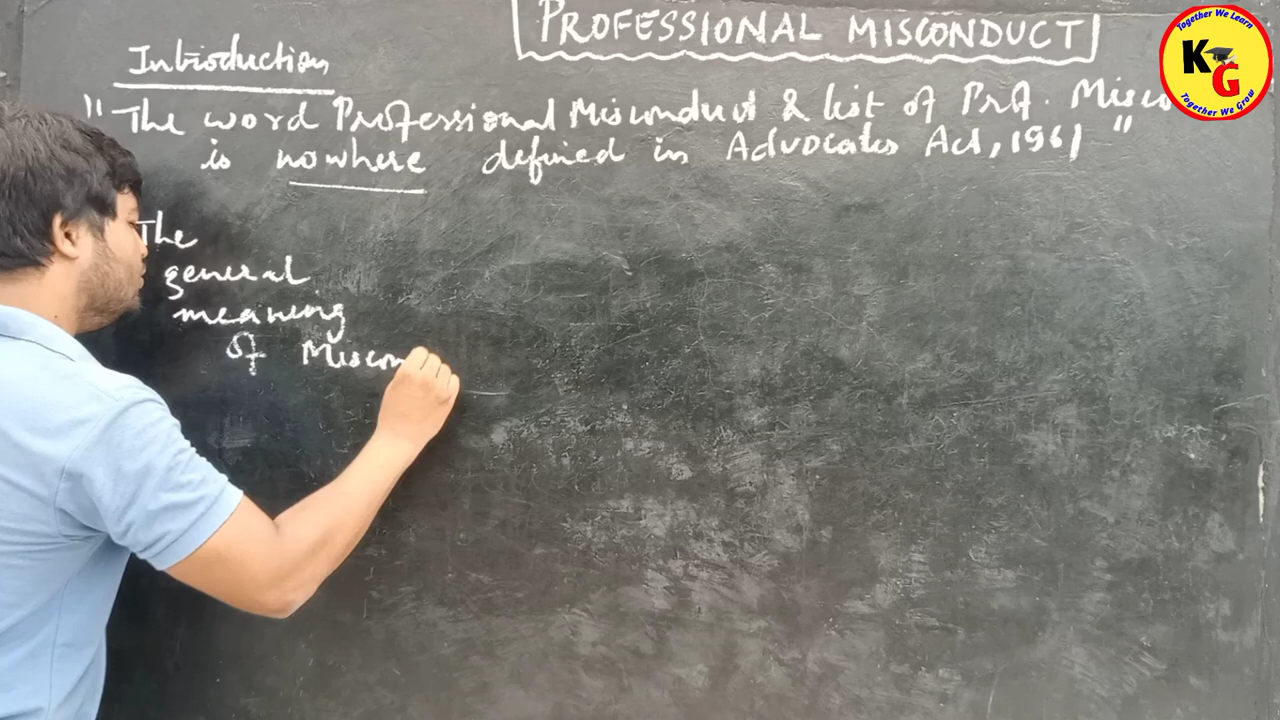 PROFESSIONAL MISCONDUCT
Introduction
"The word Professional Misconduct & list of Prof. Misco
is nowhere defined in Advocates Act, 1961"
The
general
meaning
of Miscon
Together We Learn
KG
Together We Grow